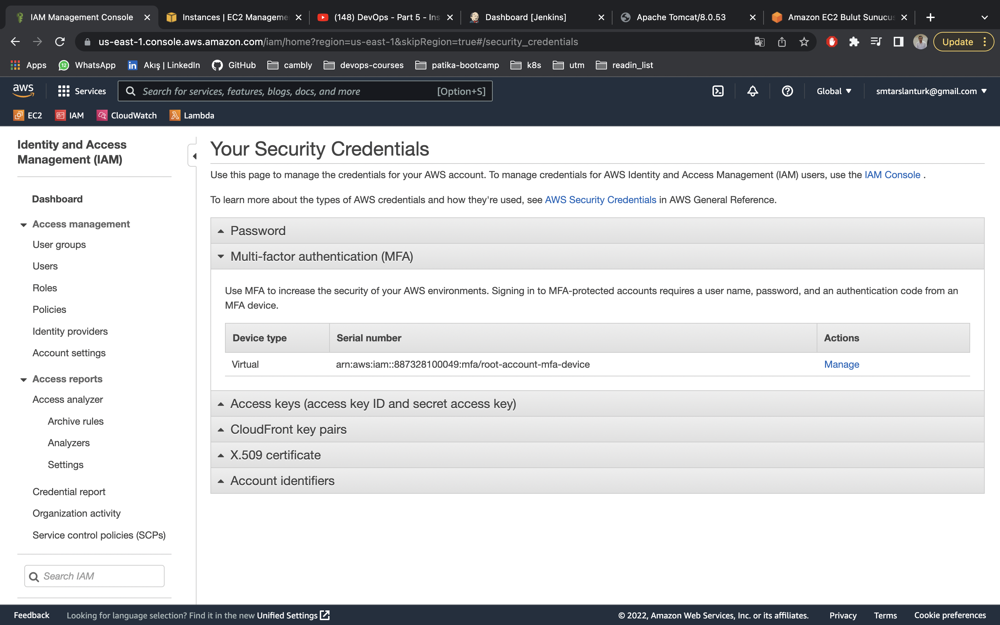 IAM Management Console
Instances | EC2 Manageme
(148) DevOps - Part 5 - Ins
Dashboard [Jenkins]
Apache Tomcat/8.0.53
Amazon EC2 Bulut Sunucus
us-east-1.console.aws.amazon.com/iam/home?region=us-east-1&skipRegion=true#/security_credentials
Update
Apps
12
WhatsApp
in
Akış | LinkedIn
GitHub
cambly
devops-courses
patika-bootcamp
k8s
utm
readin_list
aws
Services
Search for services, features, blogs, docs, and more
[Option+S]
Global
smtarslanturk@gmail.com
EC2
IAM
CloudWatch
Lambda
Identity and Access
Management (IAM)
Dashboard
Access management
User groups
Users
Roles
Policies
Identity providers
Account settings
Access reports
Access analyzer
Archive rules
Analyzers
Settings
Credential report
Organization activity
Service control policies (SCPs)
Search IAM
Your Security Credentials
Use this page to manage the credentials for your AWS account. To manage credentials for AWS Identity and Access Management (IAM) users, use the IAM Console .
To learn more about the types of AWS credentials and how they're used, see AWS Security Credentials in AWS General Reference.
Password
Multi-factor authentication (MFA)
Use MFA to increase the security of your AWS environments. Signing in to MFA-protected accounts requires a user name, password, and an authentication code from an
MFA device.
Device type
Serial number
Actions
Virtual
arn:aws:iam::887328100049:mfa/root-account-mfa-device
Manage
Access keys (access key ID and secret access key)
CloudFront key pairs
X.509 certificate
Account identifiers
Feedback
Looking for language selection? Find it in the new Unified Settings
© 2022, Amazon Web Services, Inc. or its affiliates.
Privacy
Terms
Cookie preferences